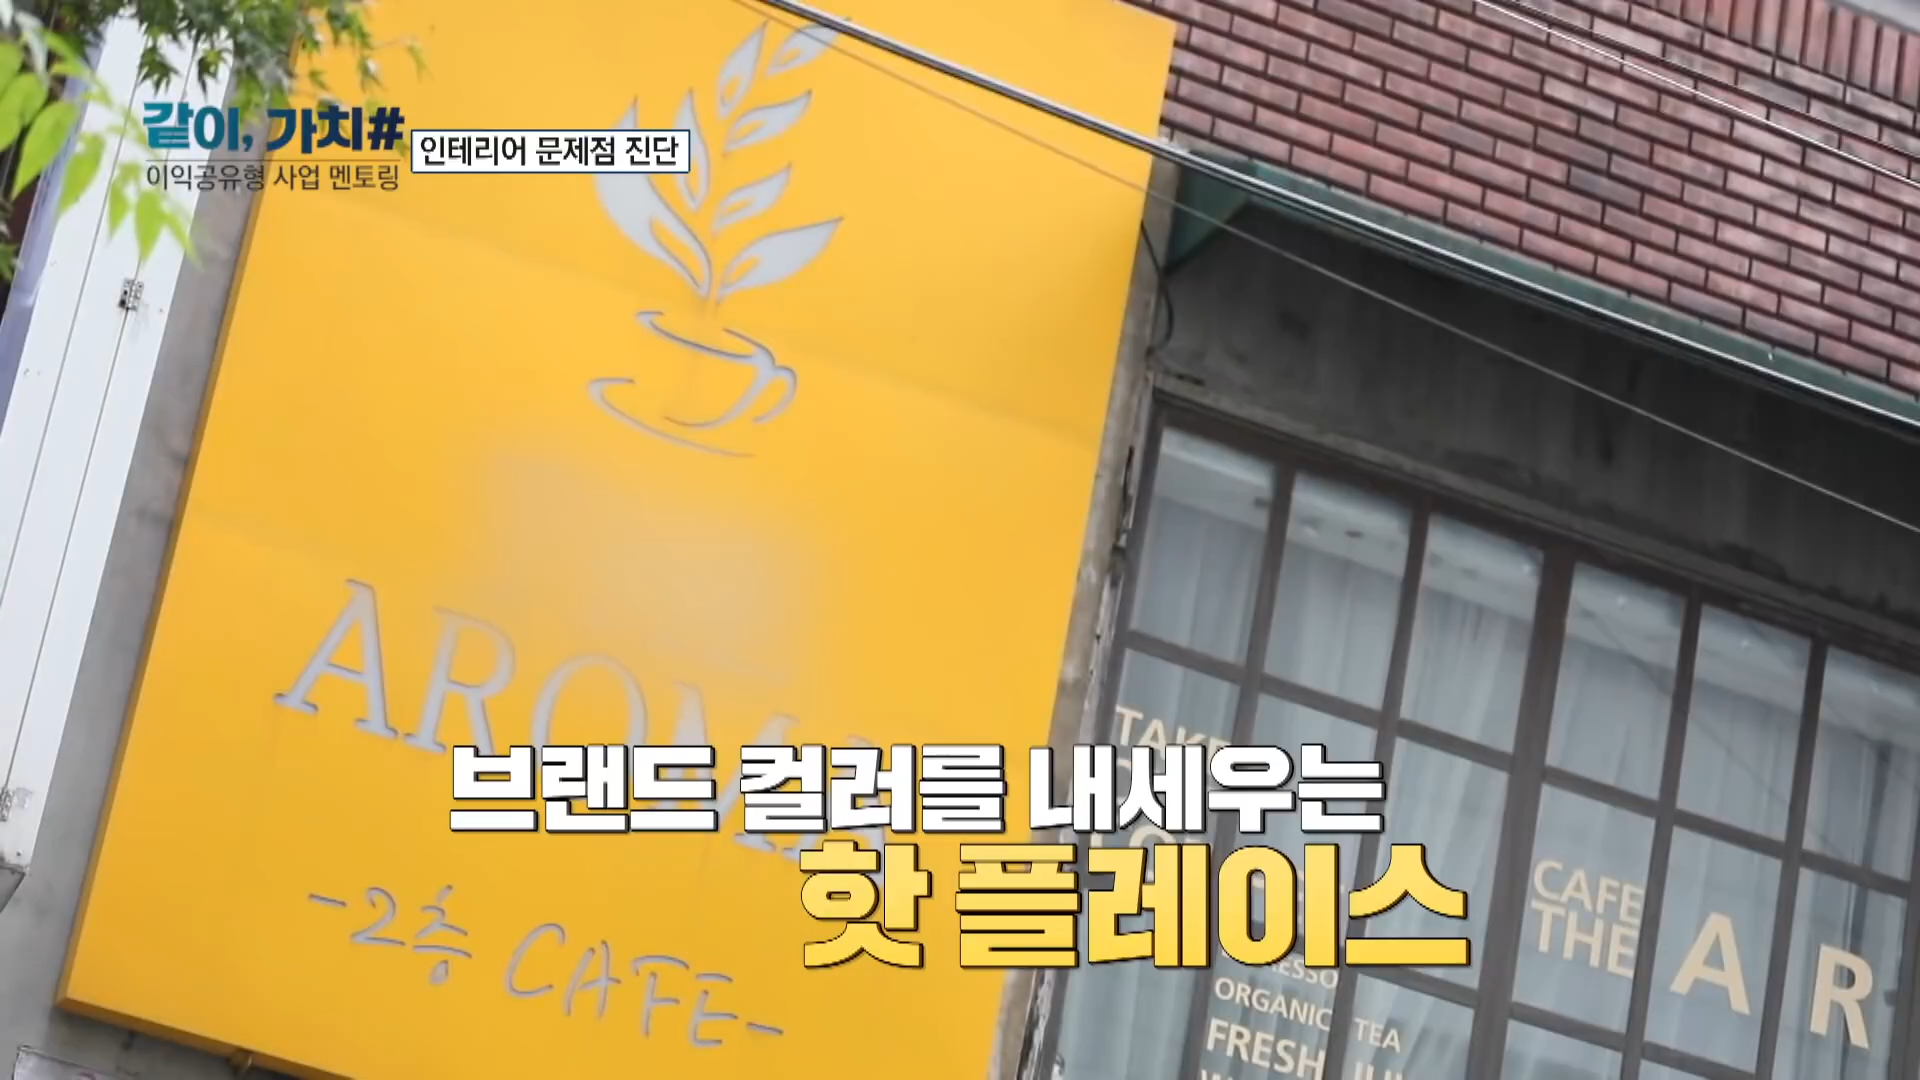 같이, 가치#
이익공유형 사업 멘토링
인테리어 문제점 진단
-2층 CAFE-
브랜드 컬러를 내세우는
핫 플레이스
TAKE
CAFE
THE
A R
ORGANIC TEA
FRESH